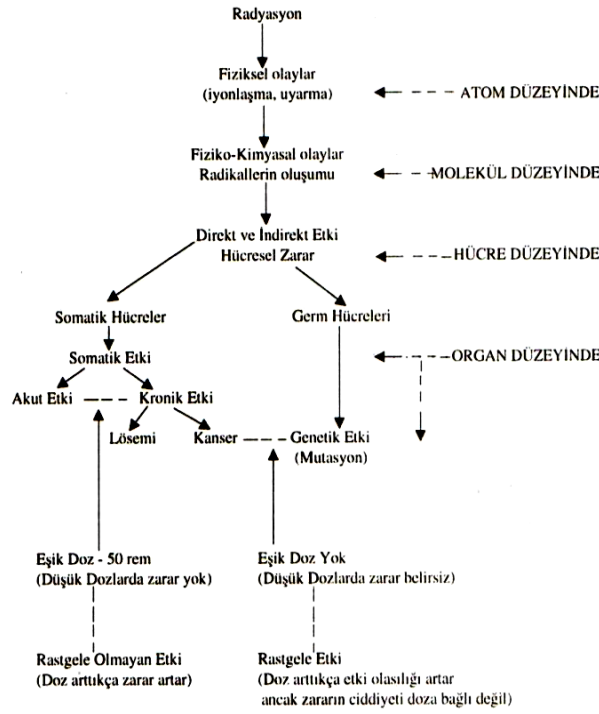 Radyasyon
Fiziksel olaylar
(iyonlaşma, uyarma)
ATOM DÜZEYİNDE
Fiziko-Kimyasal olaylar
Radikallerin oluşumu
MOLEKÜL DÜZEYİNDE
Direkt ve İndirekt Etki
Hücresel Zarar
HÜCRE DÜZEYİNDE
Somatik Hücreler
Germ Hücreleri
Somatik Etki
ORGAN DÜZEYİNDE
Akut Etki
Kronik Etki
Lösemi
Kanser
Genetik Etki
(Mutasyon)
Eşik Doz - 50 rem
(Düşük Dozlarda zarar yok)
Eşik Doz Yok
(Düşük Dozlarda zarar belirsiz)
Rastgele Olmayan Etki
(Doz arttıkça zarar artar)
Rastgele Etki
(Doz arttıkça etki olasılığı artar
ancak zararın ciddiyeti doza bağlı değil)